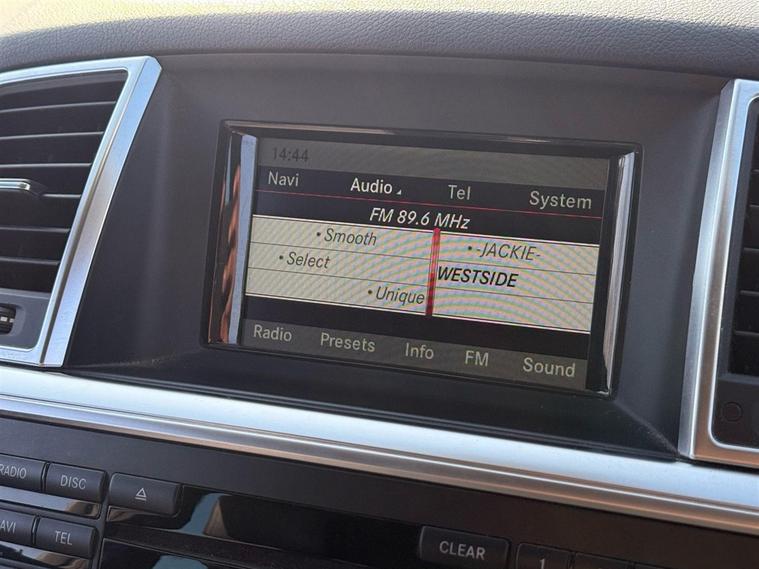 14:44
Navi Audio Tel System
FM 89.6 MHz
• Smooth • -JACKIE-
• Select WESTSIDE
• Unique
Radio Presets Info FM Sound
RADIO DISC
NAVI TEL CLEAR 1